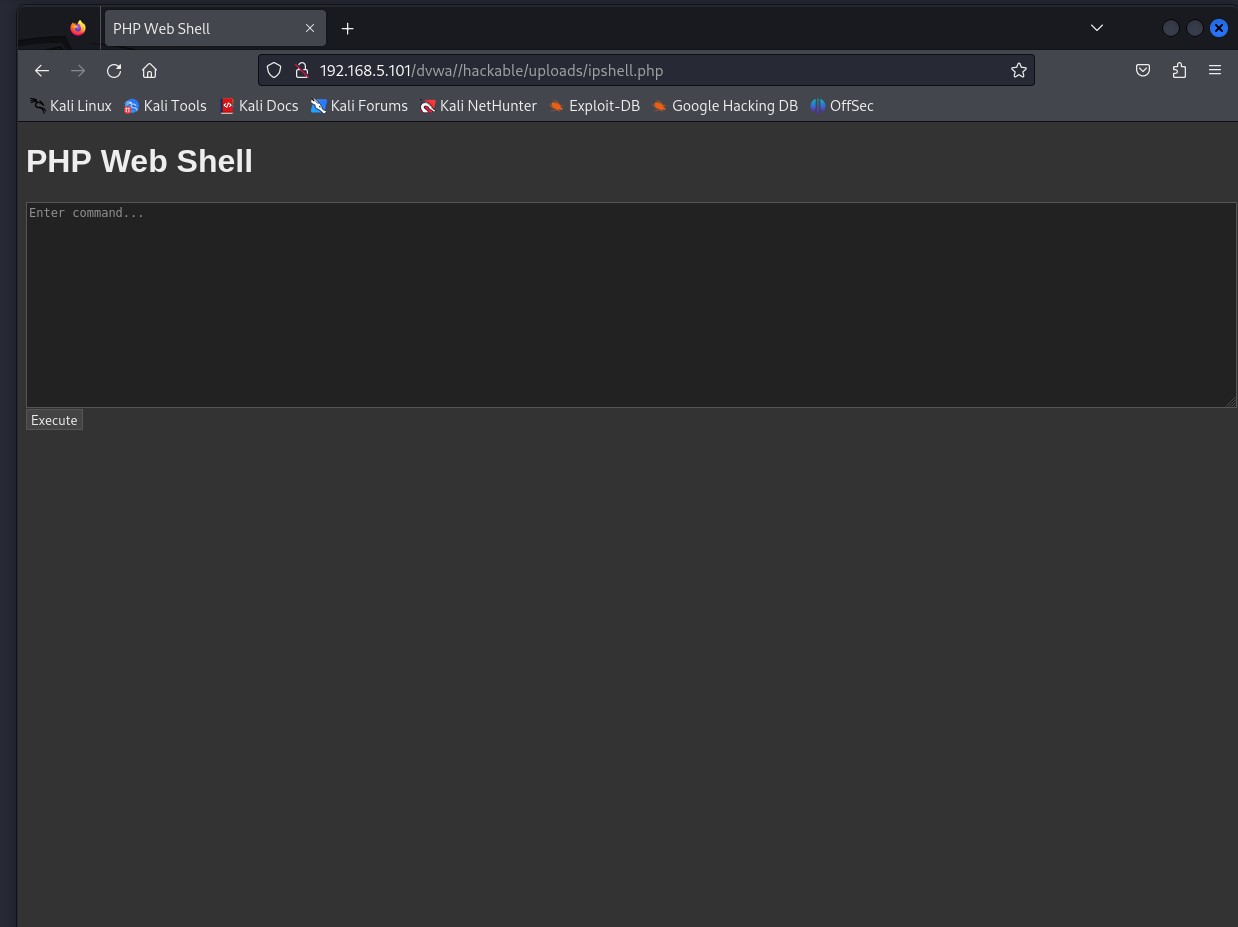 PHP Web Shell
192.168.5.101/dvwa//hackable/uploads/ipshell.php
Kali Linux Kali Tools Kali Docs Kali Forums Kali NetHunter Exploit-DB Google Hacking DB OffSec
PHP Web Shell
Enter command...
Execute